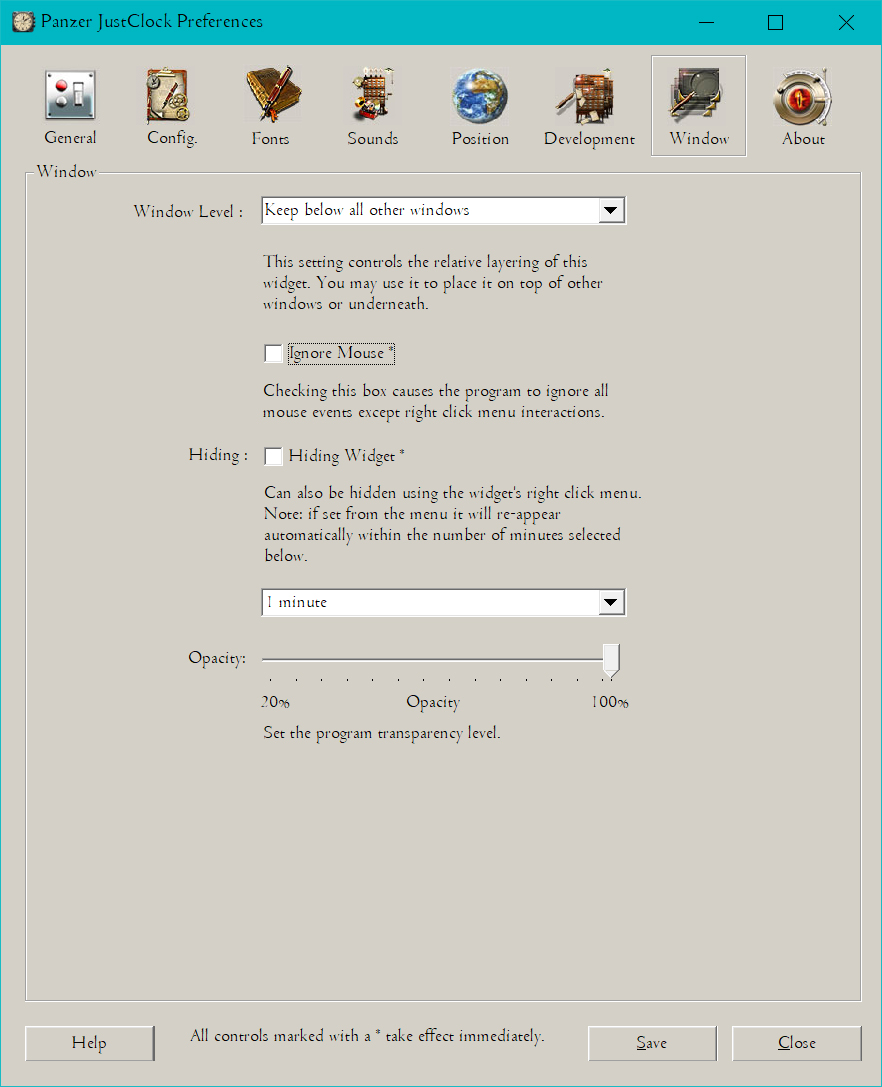 Panzer JustClock Preferences
General
Config.
Fonts
Sounds
Position
Development
Window
About
Window
Window Level :
Keep below all other windows
This setting controls the relative layering of this
widget. You may use it to place it on top of other
windows or underneath.
Ignore Mouse *
Checking this box causes the program to ignore all
mouse events except right click menu interactions.
Hiding :
Hiding Widget *
Can also be hidden using the widget's right click menu.
Note: if set from the menu it will re-appear
automatically within the number of minutes selected
below.
1 minute
Opacity:
20%
Opacity
100%
Set the program transparency level.
Help
All controls marked with a * take effect immediately.
Save
Close